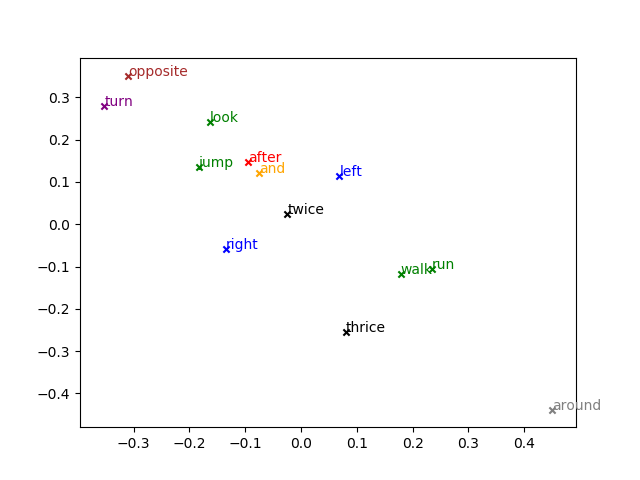 opposite
0.3
turn
look
0.2
after
jump
and
left
0.1
twice
0.0
right
run
walk
−0.1
−0.2
thrice
−0.3
−0.4
around
−0.3 −0.2 −0.1 0.0 0.1 0.2 0.3 0.4